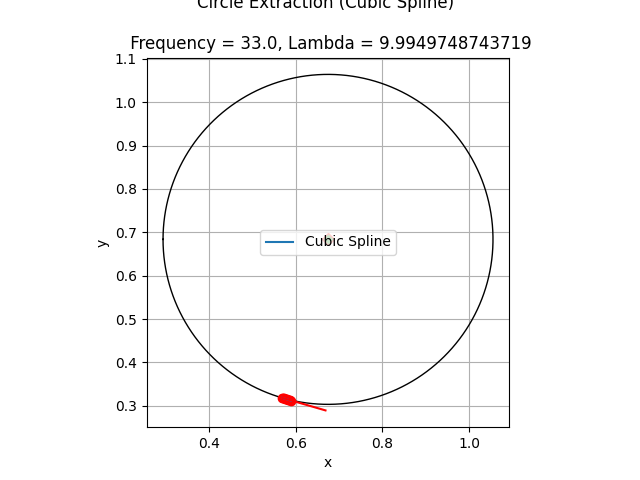 Circle Extraction (Cubic Spline)
Frequency = 33.0, Lambda = 9.9949748743719
1.1
1.0
0.9
0.8
0.7
0.6
0.5
0.4
0.3
y
Cubic Spline
0.4 0.6 0.8 1.0
x